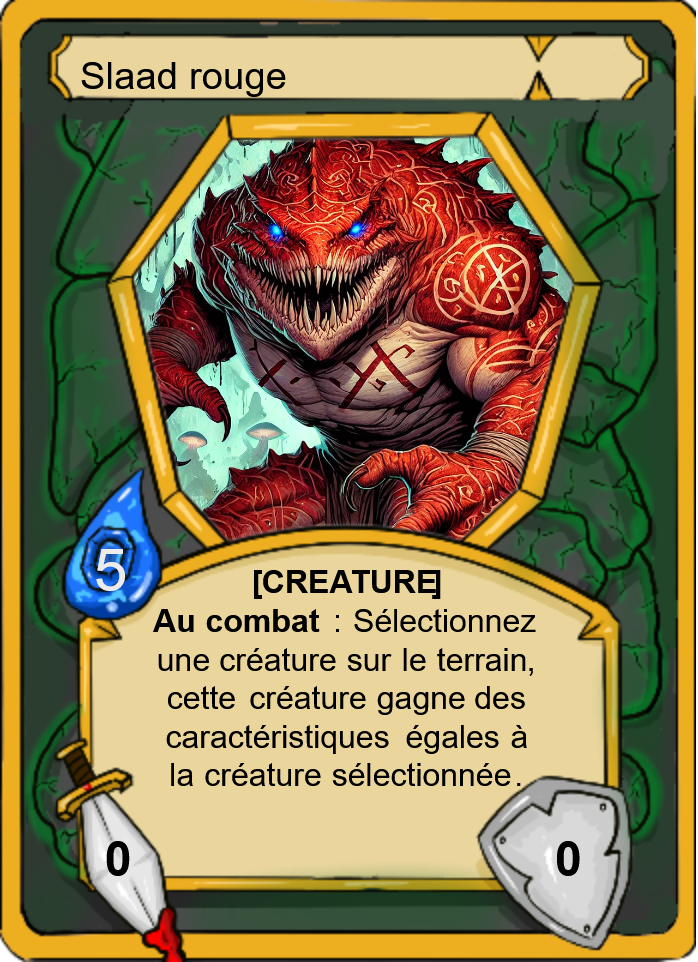 Slaad rouge
5
[CREATURE]
Au combat : Sélectionnez
une créature sur le terrain,
cette créature gagne des
caractéristiques égales à
la créature sélectionnée.
0
0